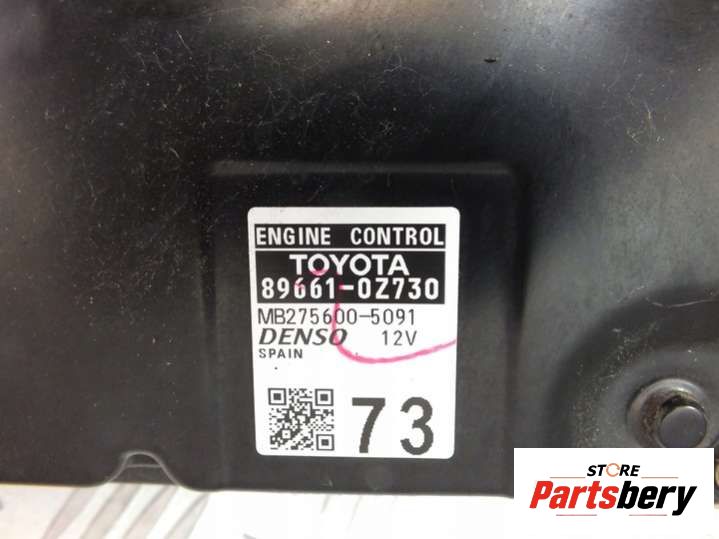 ENGINE CONTROL
TOYOTA
89661-0Z730
MB275600-5091
DENSO 12V
SPAIN
73
STORE
Partsbery